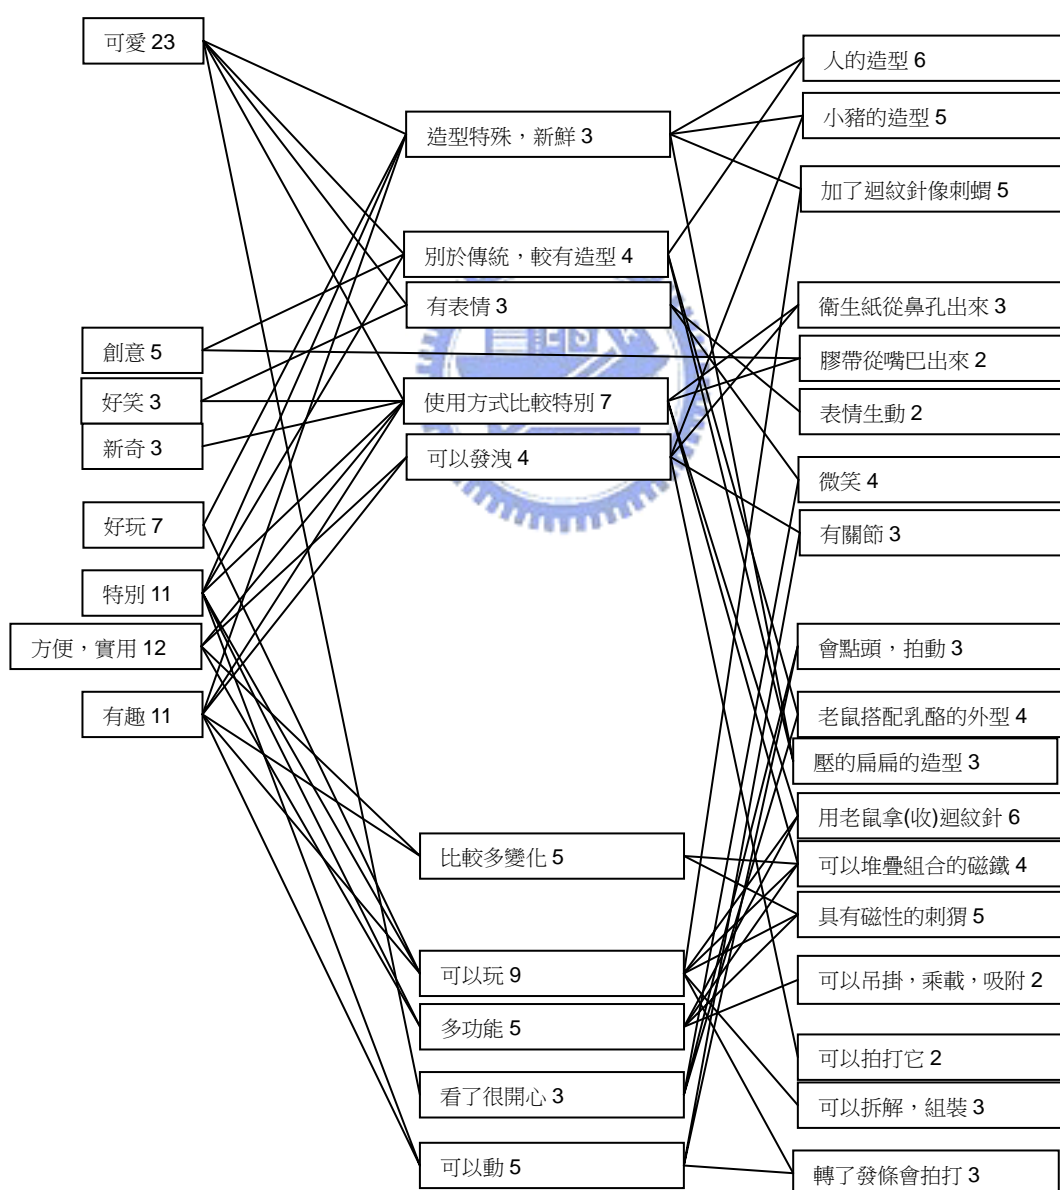 可愛 23
創意 5
好笑 3
新奇 3
好玩 7
特別 11
方便，實用 12
有趣 11
造型特殊，新鮮 3
別於傳統，較有造型 4
有表情 3
使用方式比較特別 7
可以發洩 4
比較多變化 5
可以玩 9
多功能 5
看了很開心 3
可以動 5
人的造型 6
小豬的造型 5
加了迴紋針像刺蝟 5
衛生紙從鼻孔出來 3
膠帶從嘴巴出來 2
表情生動 2
微笑 4
有關節 3
會點頭，拍動 3
老鼠搭配乳酪的外型 4
壓的扁扁的造型 3
用老鼠拿(收)迴紋針 6
可以堆疊組合的磁鐵 4
具有磁性的刺猬 5
可以吊掛，乘載，吸附 2
可以拍打它 2
可以拆解，組裝 3
轉了發條會拍打 3